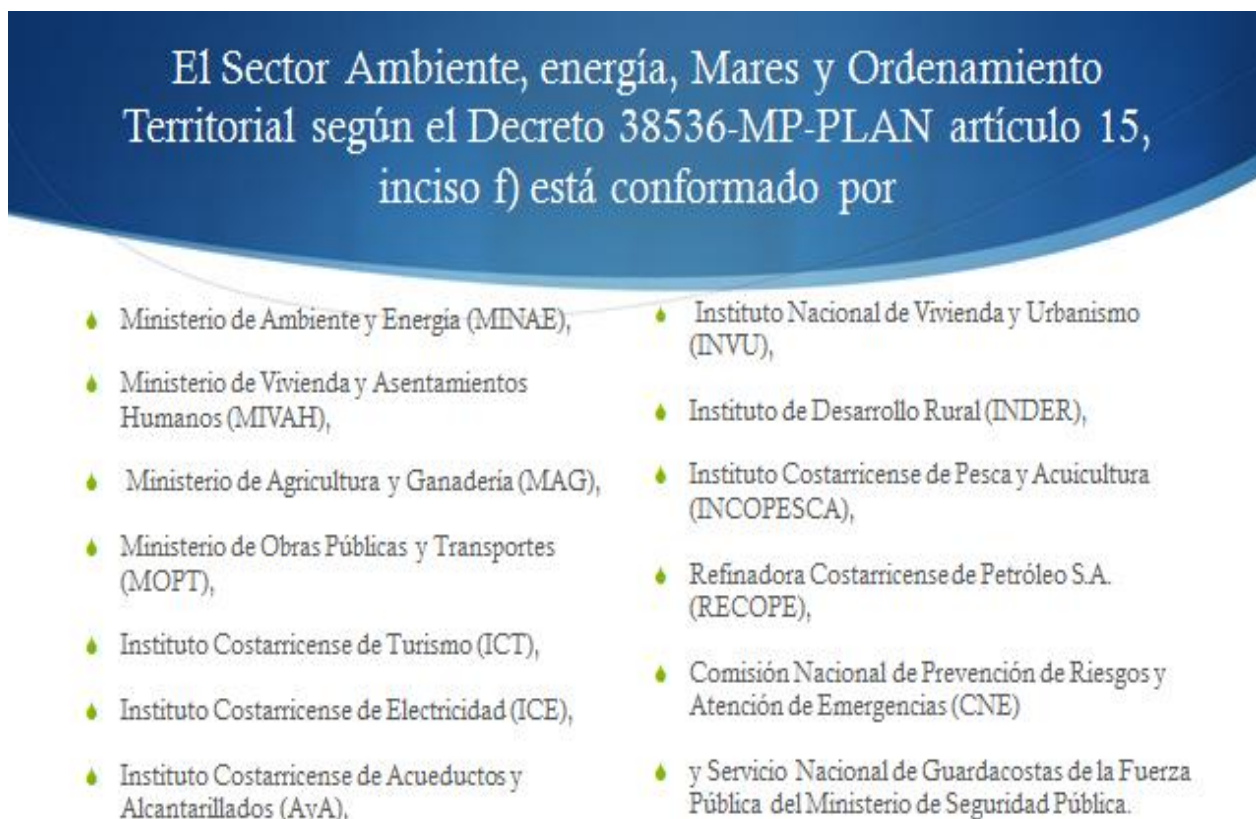 El Sector Ambiente, energía, Mares y Ordenamiento
Territorial según el Decreto 38536-MP-PLAN artículo 15,
inciso f) está conformado por
Ministerio de Ambiente y Energía (MINAE),
Ministerio de Vivienda y Asentamientos
Humanos (MIVAH),
Ministerio de Agricultura y Ganadería (MAG),
Ministerio de Obras Públicas y Transportes
(MOPT),
Instituto Costarricense de Turismo (ICT),
Instituto Costarricense de Electricidad (ICE),
Instituto Costarricense de Acueductos y
Alcantarillados (AyA),
Instituto Nacional de Vivienda y Urbanismo
(INVU),
Instituto de Desarrollo Rural (INDER),
Instituto Costarricense de Pesca y Acuicultura
(INCOPESCA),
Refinadora Costarricense de Petróleo S.A.
(RECOPE),
Comisión Nacional de Prevención de Riesgos y
Atención de Emergencias (CNE)
y Servicio Nacional de Guardacostas de la Fuerza
Pública del Ministerio de Seguridad Pública.